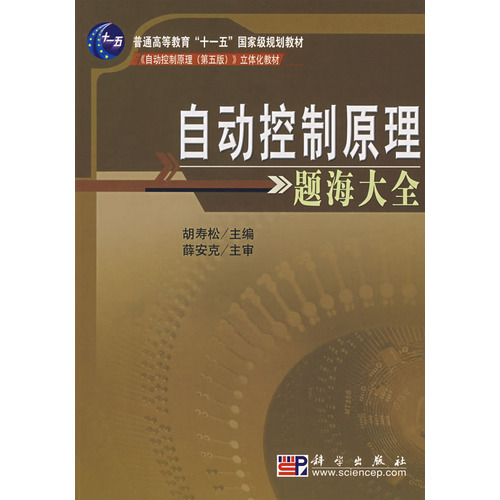 十一五
普通高等教育“十一五”国家级规划教材
《自动控制原理（第五版）》立体化教材
自动控制原理
题海大全
胡寿松/主编
薛安克/主审
MT250
科学出版社
www.sciencep.com